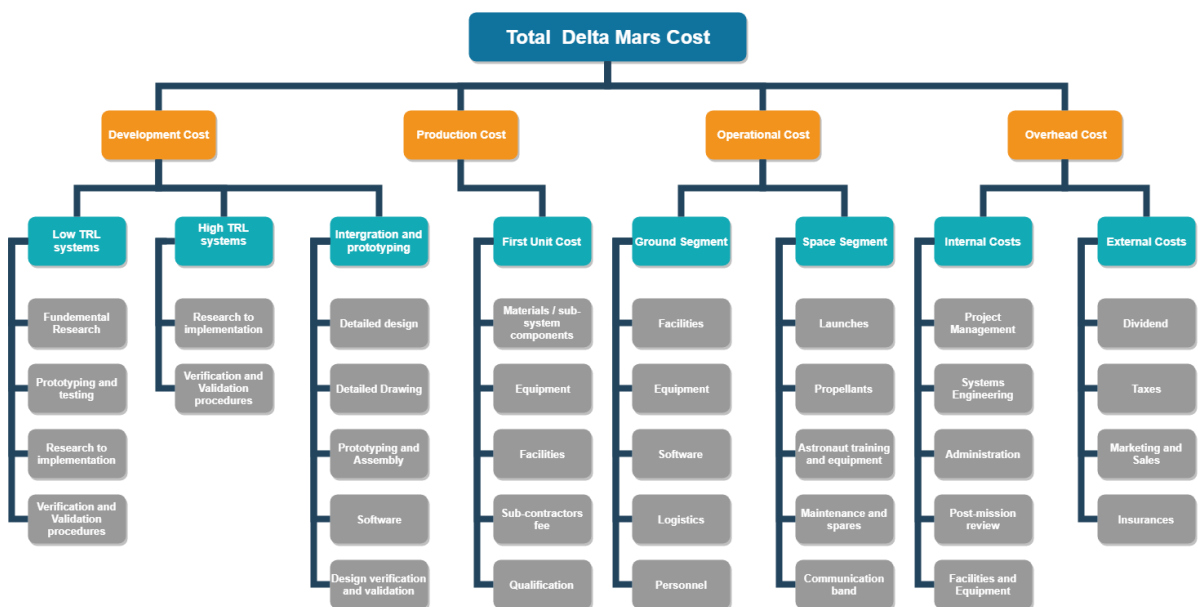 Total  Delta Mars Cost
Development Cost
Production Cost
Operational Cost
Overhead Cost
Low TRL
systems
High TRL
systems
Intergration and
prototyping
First Unit Cost
Ground Segment
Space Segment
Internal Costs
External Costs
Fundemental
Research
Research to
implementation
Detailed design
Materials / sub-
system
components
Facilities
Launches
Project
Management
Dividend
Prototyping and
testing
Verification and
Validation
procedures
Detailed Drawing
Equipment
Equipment
Propellants
Systems
Engineering
Taxes
Research to
implementation
Prototyping and
Assembly
Facilities
Software
Astronaut training
and equipment
Administration
Marketing and
Sales
Verification and
Validation
procedures
Software
Sub-contractors
fee
Logistics
Maintenance and
spares
Post-mission
review
Insurances
Design verification
and validation
Qualification
Personnel
Communication
band
Facilities and
Equipment